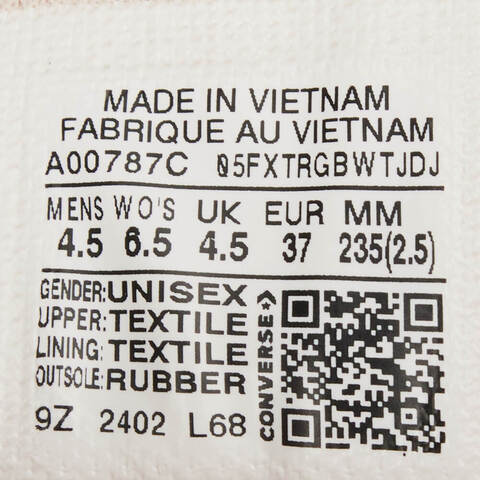 MADE IN VIETNAM
FABRIQUE AU VIETNAM
A00787C 05FXTRGBWTJDJ
MENS WO'S UK EUR MM
4.5 6.5 4.5 37 235(2.5)
GENDER:UNISEX
UPPER:TEXTILE
LINING:TEXTILE
OUTSOLE:RUBBER
CONVERSE
9Z 2402 L68